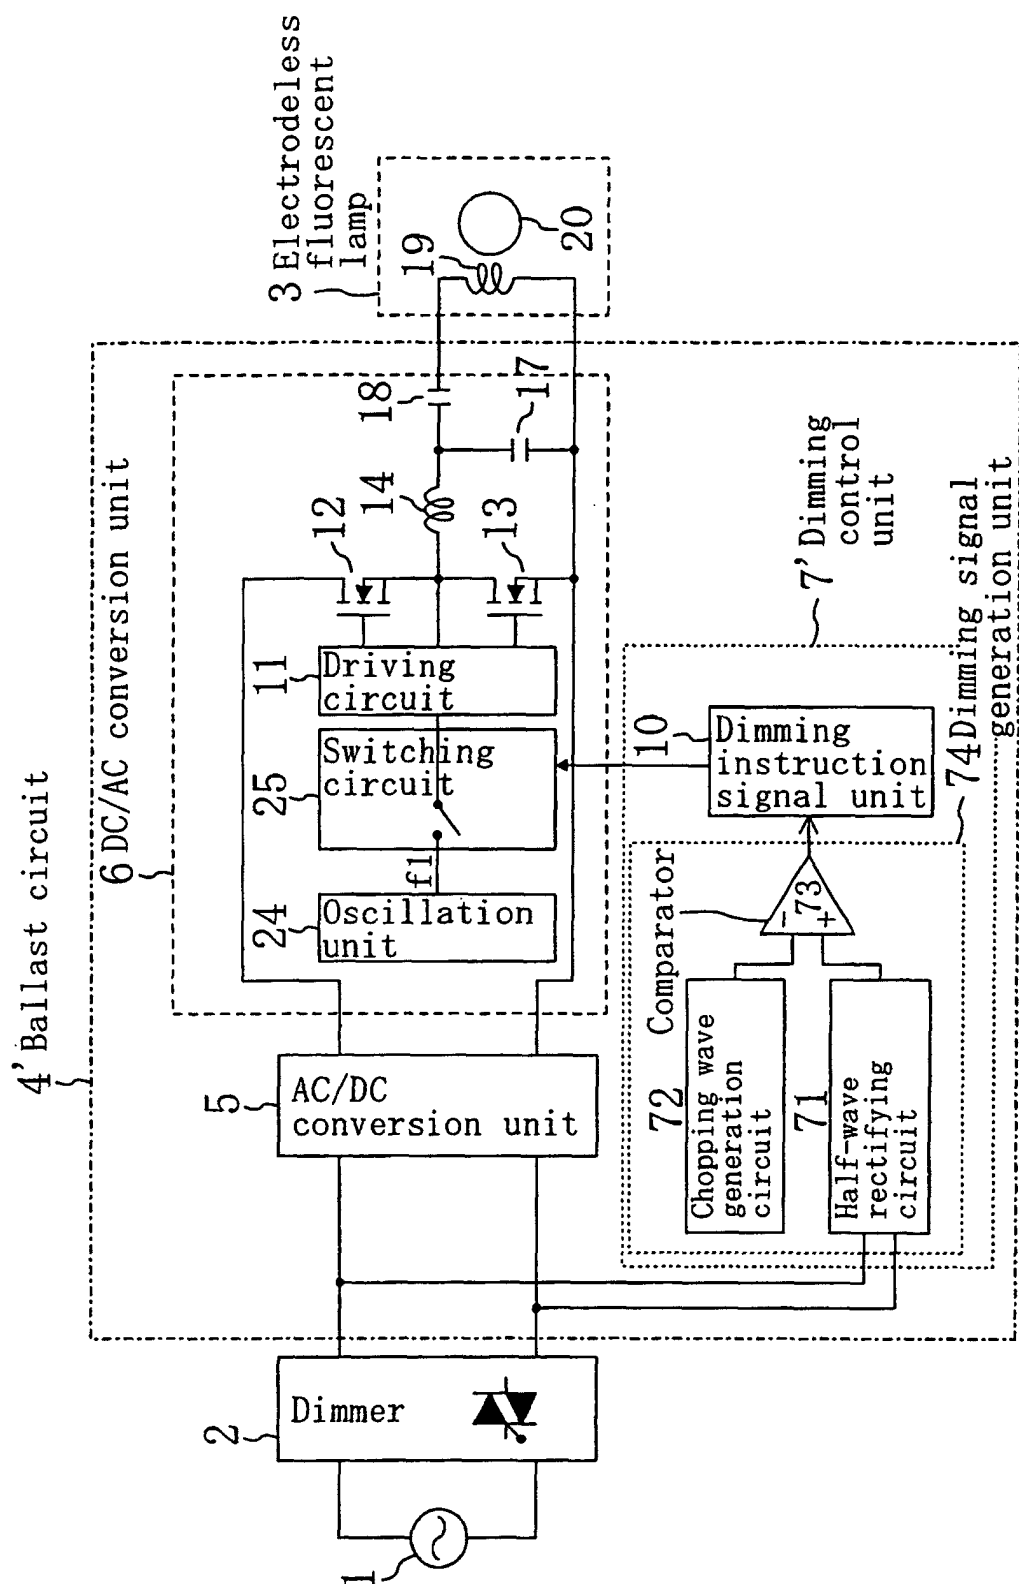 4' Ballast circuit
6 DC/AC conversion unit
3 Electrodeless
fluorescent
lamp
1
2
Dimmer
5
AC/DC
conversion unit
24
Oscillation
unit
f1
25
Switching
circuit
11
Driving
circuit
12
13
14
18
17
19
20
7' Dimming
control
unit
74 Dimming signal
generation unit
72
Chopping wave
generation
circuit
71
Half-wave
rectifying
circuit
Comparator
-
+
73
10
Dimming
instruction
signal unit